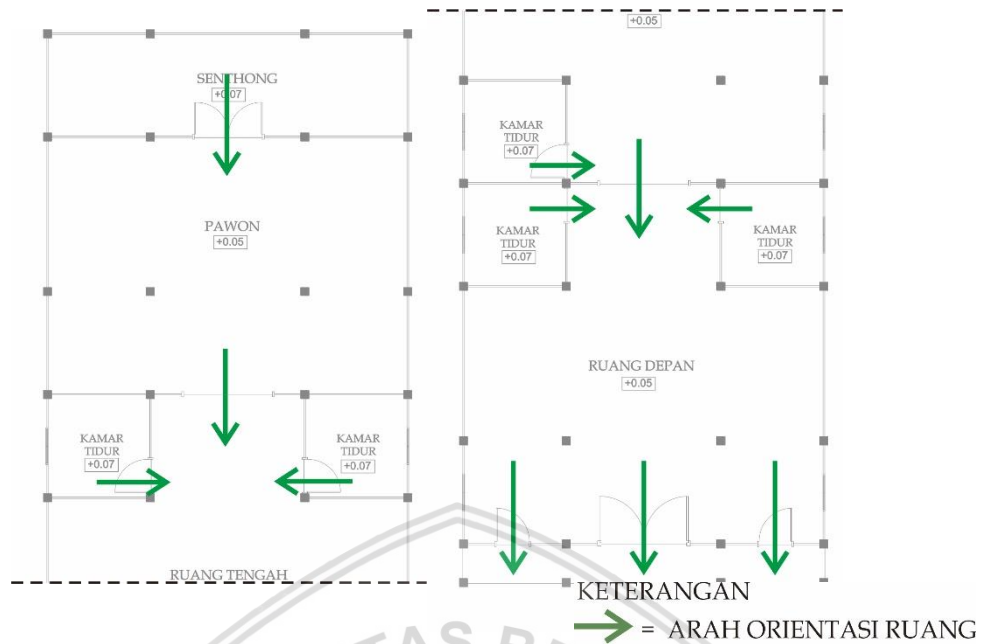 SENTHONG
+0.07
PAWON
+0.05
KAMAR
TIDUR
+0.07
KAMAR
TIDUR
+0.07
RUANG TENGAH
+0.05
KAMAR
TIDUR
+0.07
KAMAR
TIDUR
+0.07
KAMAR
TIDUR
+0.07
RUANG DEPAN
+0.05
KETERANGAN
= ARAH ORIENTASI RUANG